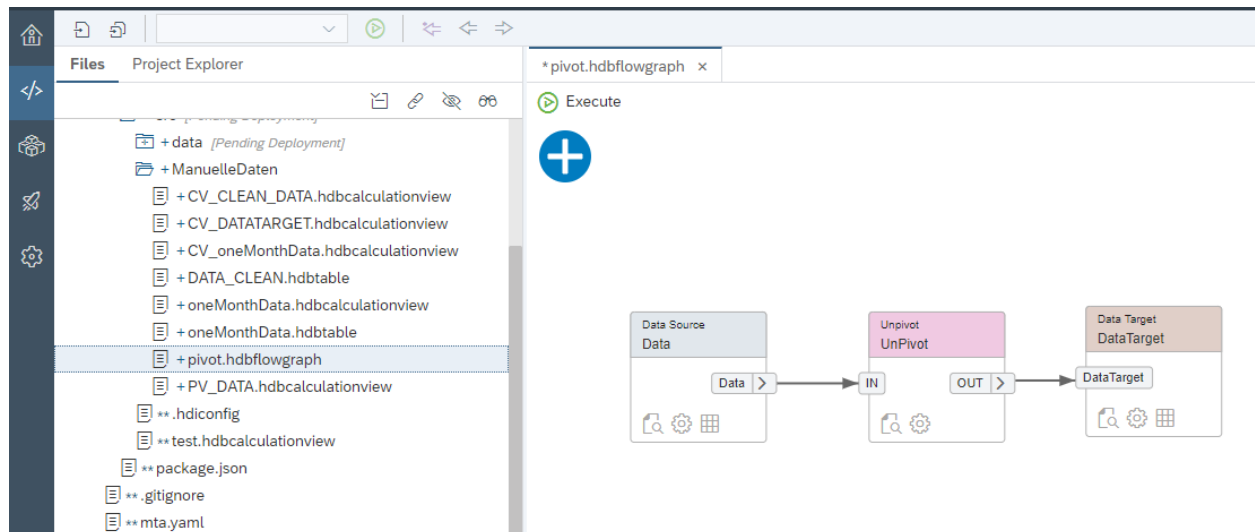 Files Project Explorer
*pivot.hdbflowgraph ×
Execute
[Pending Deployment]
+data [Pending Deployment]
+ManuelleDaten
+CV_CLEAN_DATA.hdbcalculationview
+CV_DATATARGET.hdbcalculationview
+CV_oneMonthData.hdbcalculationview
+DATA_CLEAN.hdbtable
+oneMonthData.hdbcalculationview
+oneMonthData.hdbtable
+pivot.hdbflowgraph
+PV_DATA.hdbcalculationview
**.hdiconfig
**test.hdbcalculationview
**package.json
**.gitignore
**mta.yaml
Data Source
Data
Data
Unpivot
UnPivot
IN
OUT
Data Target
DataTarget
DataTarget